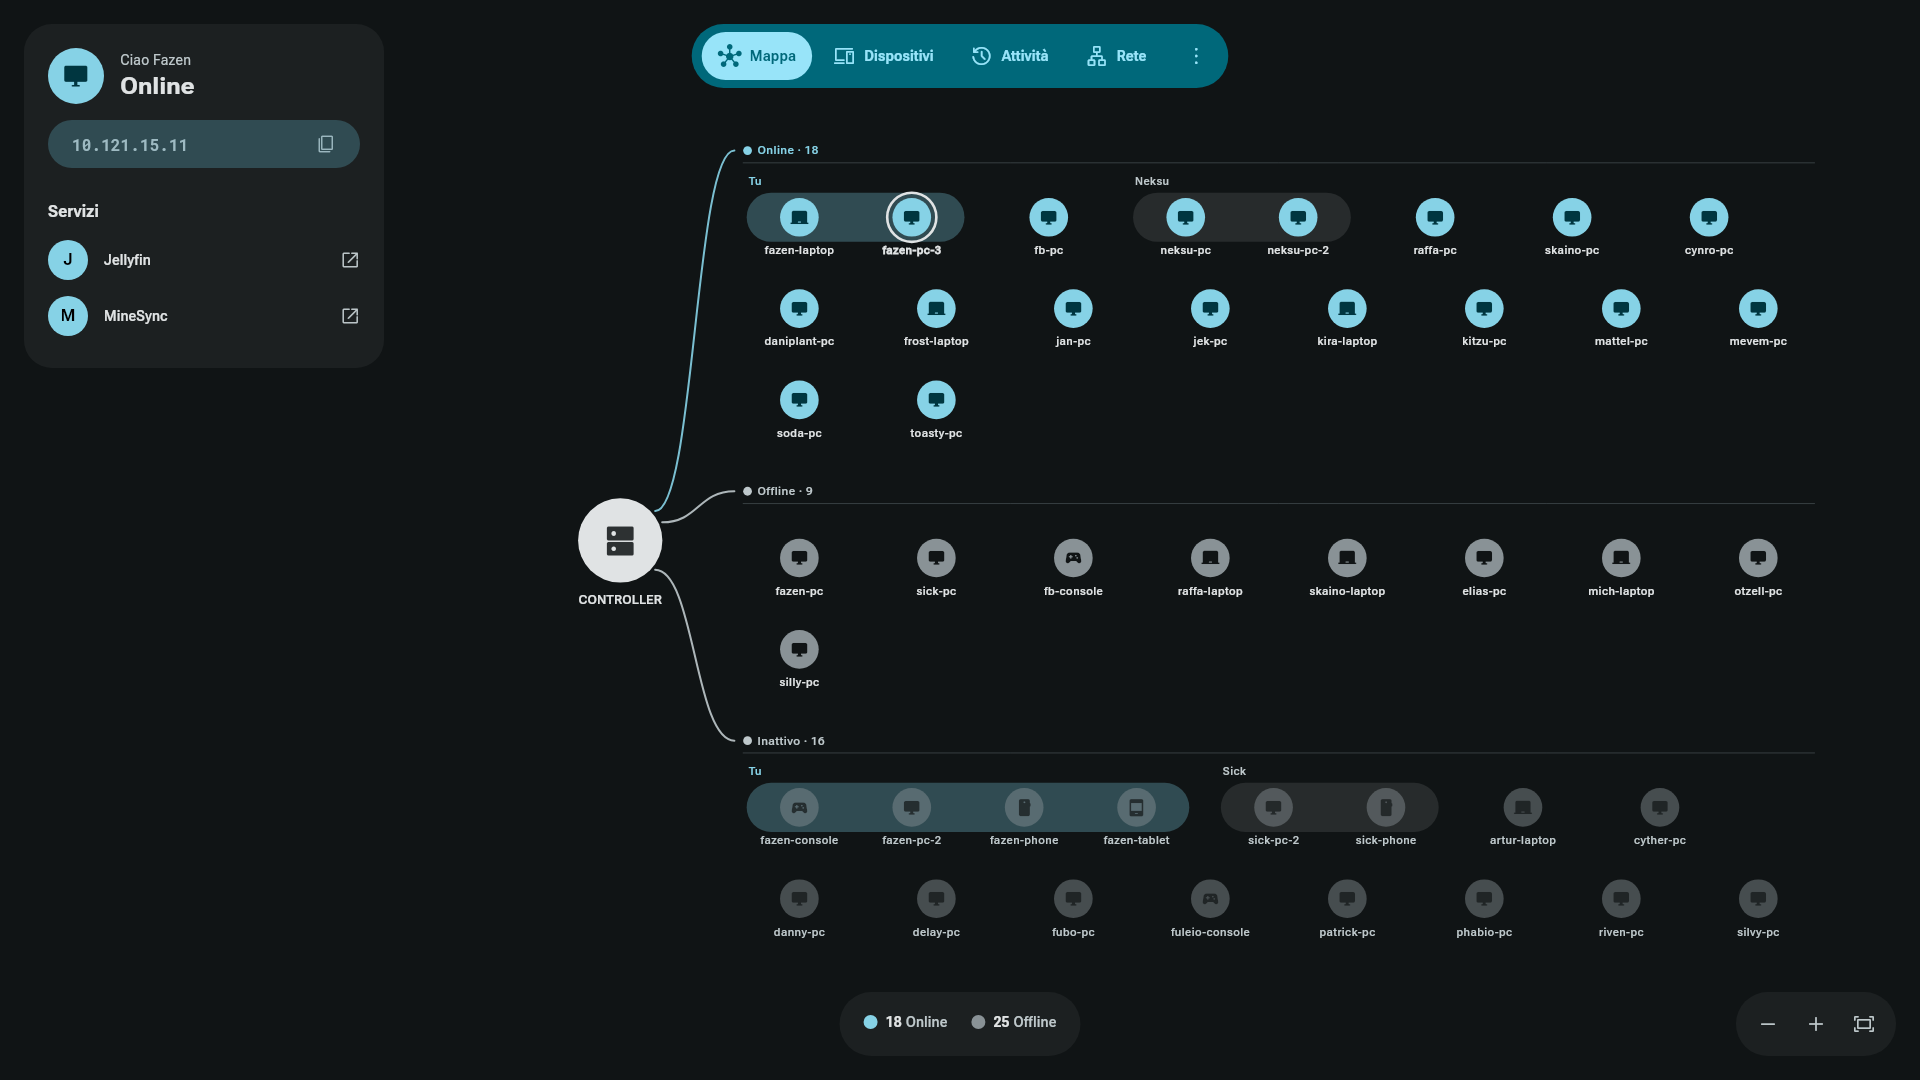 Ciao Fazen
Online
10.121.15.11
Servizi
J Jellyfin
M MineSync
Mappa Dispositivi Attività Rete
Online · 18
Tu Neksu
fazen-laptop fazen-pc-3 fb-pc neksu-pc neksu-pc-2 raffa-pc skaino-pc cynro-pc
daniplant-pc frost-laptop jan-pc jek-pc kira-laptop kitzu-pc mattel-pc mevem-pc
soda-pc toasty-pc
Offline · 9
fazen-pc sick-pc fb-console raffa-laptop skaino-laptop elias-pc mich-laptop otzell-pc
silly-pc
CONTROLLER
Inattivo · 16
Tu Sick
fazen-console fazen-pc-2 fazen-phone fazen-tablet sick-pc-2 sick-phone artur-laptop cyther-pc
danny-pc delay-pc fubo-pc fuleio-console patrick-pc phabio-pc riven-pc silvy-pc
18 Online 25 Offline